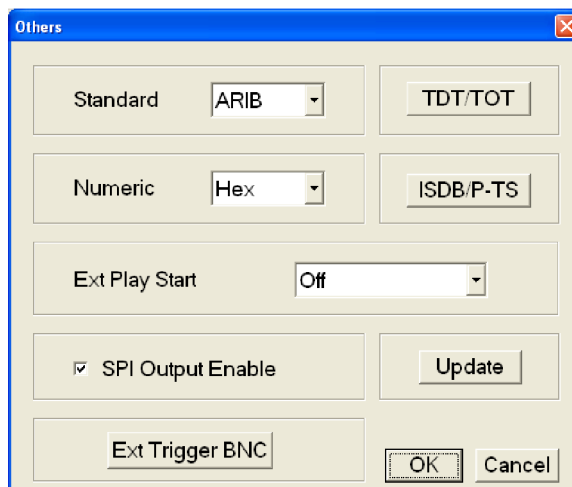 Others
Standard ARIB TDT/TOT
Numeric Hex ISDB/P-TS
Ext Play Start Off
SPI Output Enable Update
Ext Trigger BNC OK Cancel